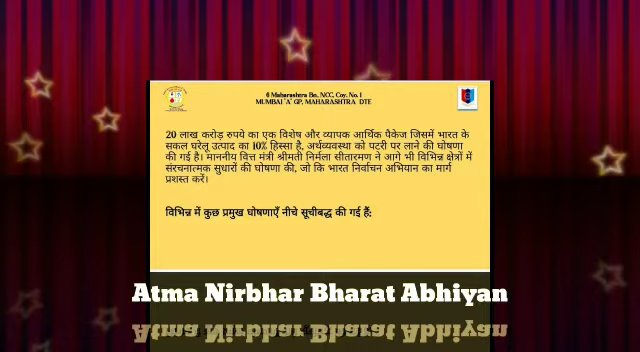 6 Maharashtra Bn. NCC, Coy. No. 1
MUMBAI 'A' GP, MAHARASHTRA DTE
20 लाख करोड़ रुपये का एक विशेष और व्यापक आर्थिक पैकेज जिसमें भारत के
सकल घरेलू उत्पाद का 10% हिस्सा है, अर्थव्यवस्था को पटरी पर लाने की घोषणा
की गई है। माननीय वित्त मंत्री श्रीमती निर्मला सीतारमण ने आगे भी विभिन्न क्षेत्रों में
संरचनात्मक सुधारों की घोषणा की, जो कि भारत निर्वाचन अभियान का मार्ग
प्रशस्त करें।
विभिन्न में कुछ प्रमुख घोषणाएँ नीचे सूचीबद्ध की गई हैं:
Atma Nirbhar Bharat Abhiyan